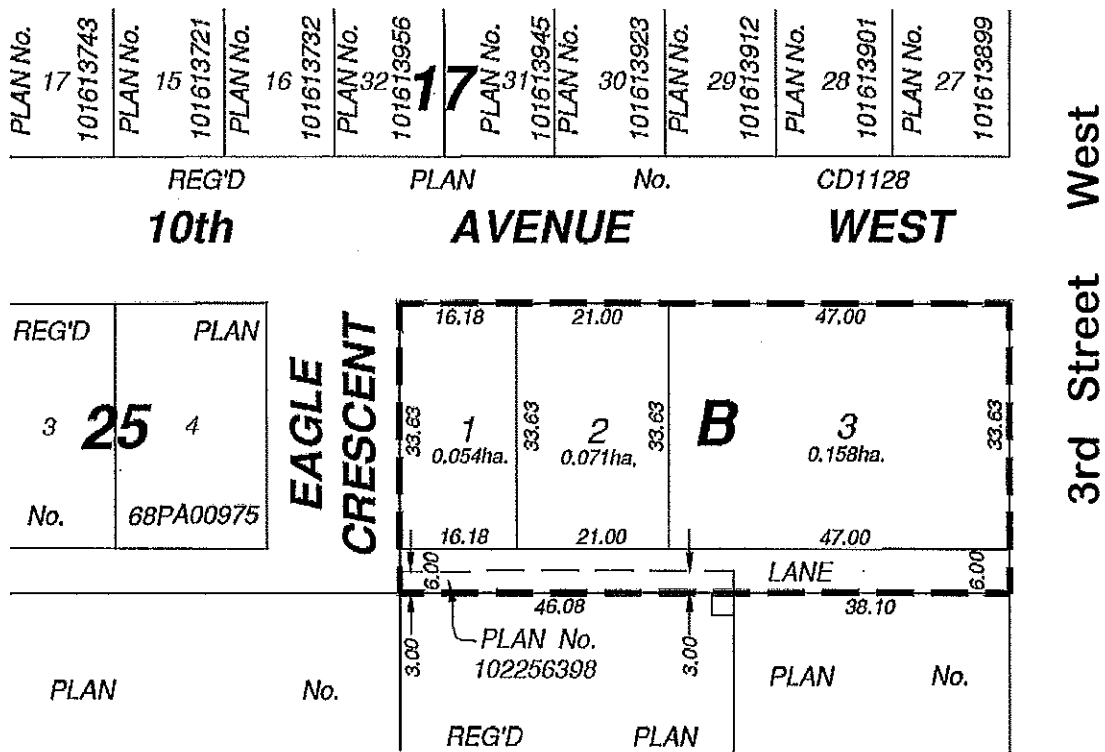 PLAN No. 17 101613743
PLAN No. 15 101613721
PLAN No. 16 101613732
PLAN No. 32 101613956
17
PLAN No. 31 101613945
PLAN No. 30 101613923
PLAN No. 29 101613912
PLAN No. 28 101613901
PLAN No. 27 101613899
REG'D PLAN No. CD1128
10th AVENUE WEST
3rd Street West
REG'D PLAN
3 25 4
No. 68PA00975
EAGLE
CRESCENT
16.18 21.00 47.00
33.63 1 33.63 2 33.63 B 3 33.63
0.054ha. 0.071ha. 0.158ha.
16.18 21.00 47.00
6.00 LANE 6.00
46.08 38.10
3.00 PLAN No. 3.00
102256398
PLAN No.
PLAN No.
REG'D PLAN